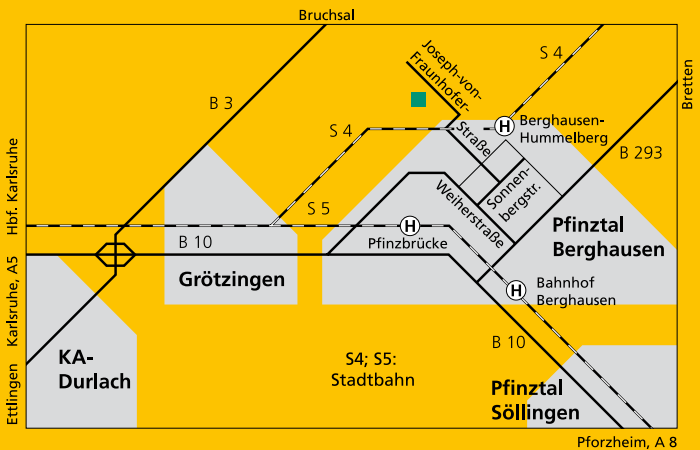 Bruchsal
Joseph-von-
Fraunhofer-
Straße
S 4
Bretten
B 3
S 4
H
Berghausen-
Hummelberg
B 293
Hbf. Karlsruhe
S 5
H
Pfinzbrücke
Weiherstraße
Sonnen-
bergstr.
Pfinztal
Berghausen
B 10
Grötzingen
H
Bahnhof
Berghausen
Karlsruhe, A5
KA-
Durlach
S4; S5:
Stadtbahn
B 10
Pfinztal
Söllingen
Ettlingen
Pforzheim, A 8